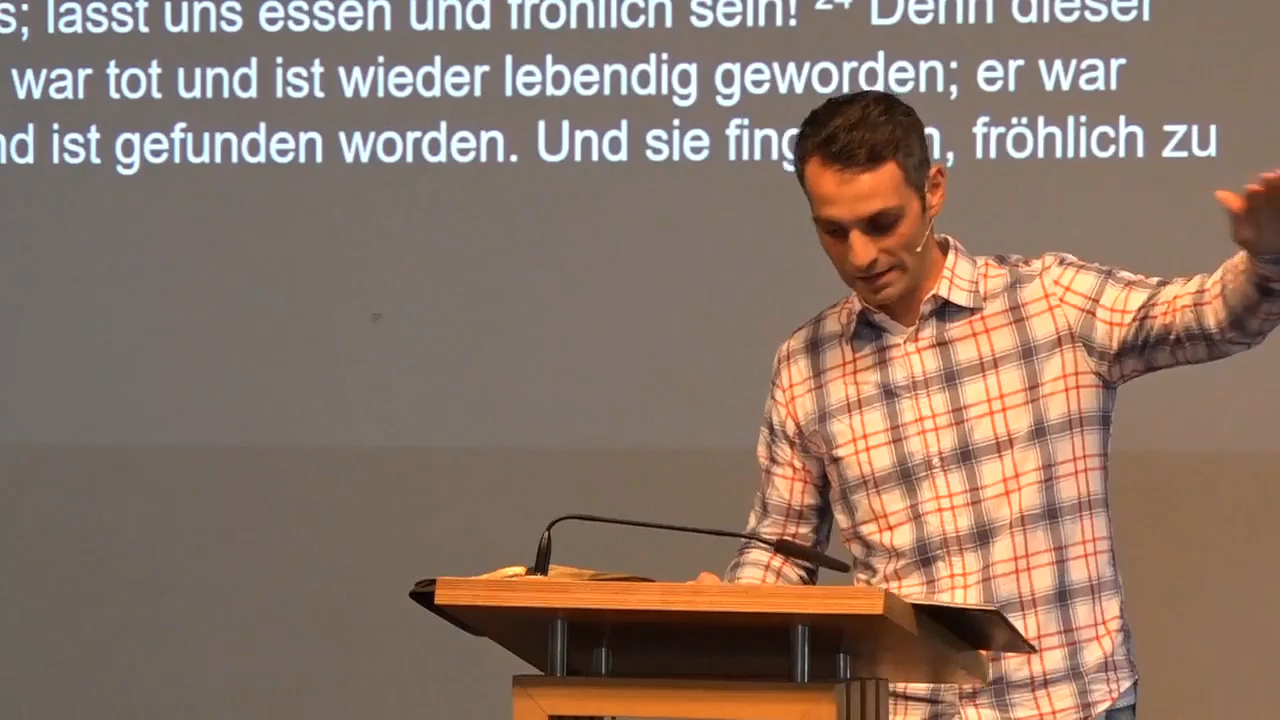 s; lasst uns essen und fröhlich sein! 24 Denn dieser
war tot und ist wieder lebendig geworden; er war
nd ist gefunden worden. Und sie fing n, fröhlich zu